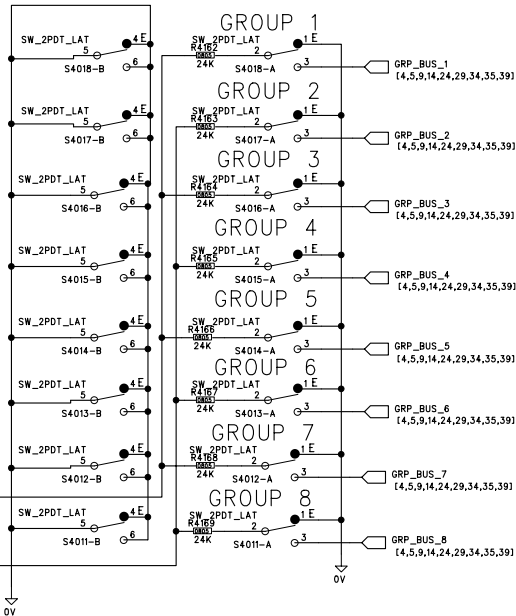 GROUP 1
SW_2PDT_LAT 4 E SW_2PDT_LAT 1 E
5 R4162 2
S4018-B 6 24K S4018-A 3 GRP_BUS_1
[4,5,9,14,24,29,34,35,39]
GROUP 2
SW_2PDT_LAT 4 E SW_2PDT_LAT 1 E
5 R4163 2
S4017-B 6 24K S4017-A 3 GRP_BUS_2
[4,5,9,14,24,29,34,35,39]
GROUP 3
SW_2PDT_LAT 4 E SW_2PDT_LAT 1 E
5 R4164 2
S4016-B 6 24K S4016-A 3 GRP_BUS_3
[4,5,9,14,24,29,34,35,39]
GROUP 4
SW_2PDT_LAT 4 E SW_2PDT_LAT 1 E
5 R4165 2
S4015-B 6 24K S4015-A 3 GRP_BUS_4
[4,5,9,14,24,29,34,35,39]
GROUP 5
SW_2PDT_LAT 4 E SW_2PDT_LAT 1 E
5 R4166 2
S4014-B 6 24K S4014-A 3 GRP_BUS_5
[4,5,9,14,24,29,34,35,39]
GROUP 6
SW_2PDT_LAT 4 E SW_2PDT_LAT 1 E
5 R4167 2
S4013-B 6 24K S4013-A 3 GRP_BUS_6
[4,5,9,14,24,29,34,35,39]
GROUP 7
SW_2PDT_LAT 4 E SW_2PDT_LAT 1 E
5 R4168 2
S4012-B 6 24K S4012-A 3 GRP_BUS_7
[4,5,9,14,24,29,34,35,39]
GROUP 8
SW_2PDT_LAT 4 E SW_2PDT_LAT 1 E
5 R4169 2
S4011-B 6 24K S4011-A 3 GRP_BUS_8
[4,5,9,14,24,29,34,35,39]
0V
0V